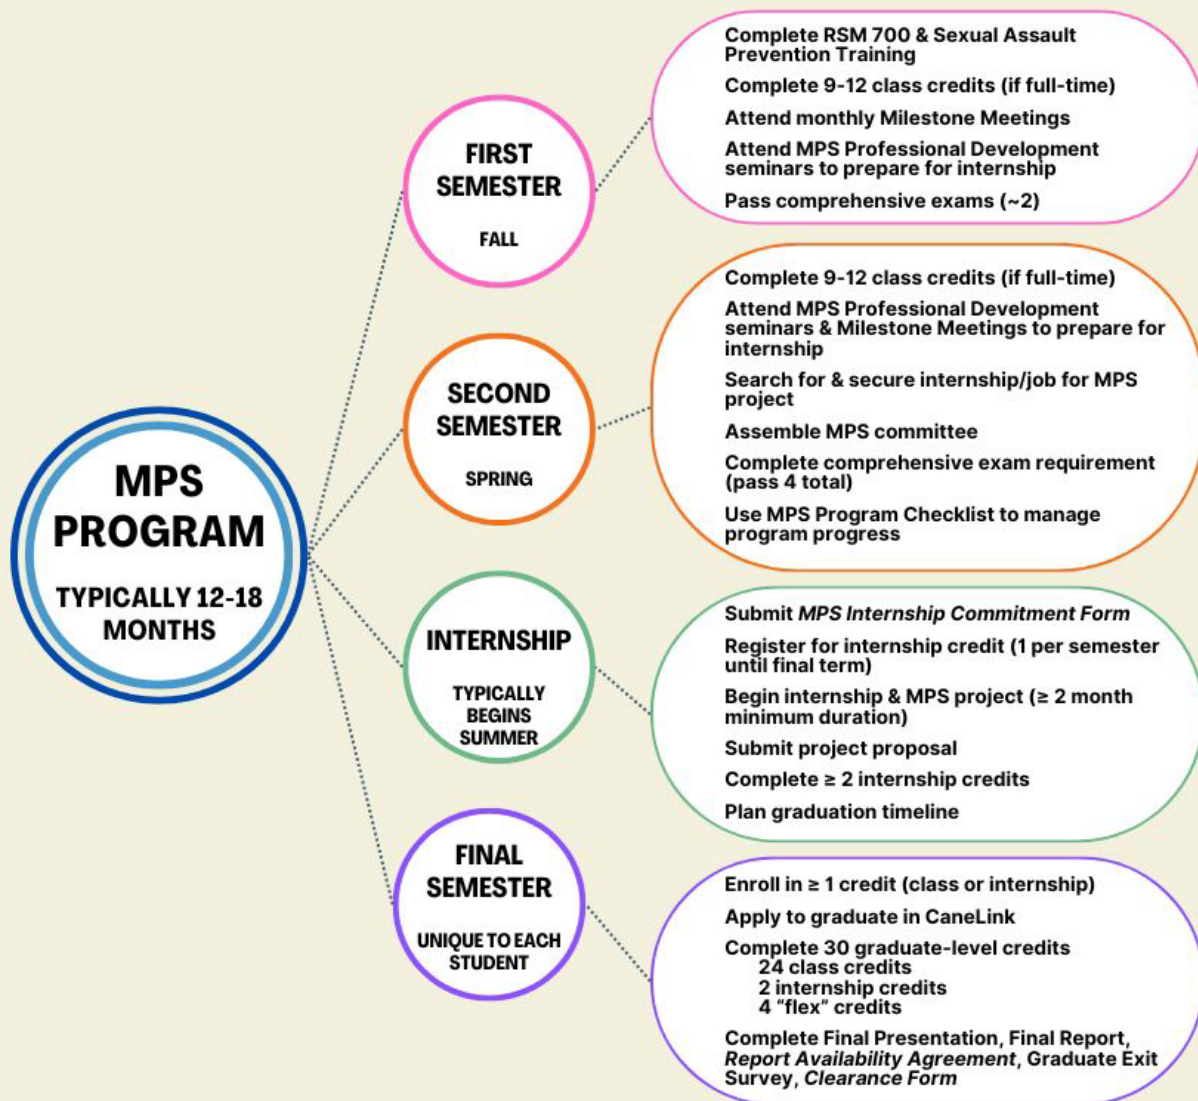 MPS
PROGRAM
TYPICALLY 12-18
MONTHS
FIRST
SEMESTER
FALL
Complete RSM 700 & Sexual Assault
Prevention Training
Complete 9-12 class credits (if full-time)
Attend monthly Milestone Meetings
Attend MPS Professional Development
seminars to prepare for internship
Pass comprehensive exams (~2)
SECOND
SEMESTER
SPRING
Complete 9-12 class credits (if full-time)
Attend MPS Professional Development
seminars & Milestone Meetings to prepare for
internship
Search for & secure internship/job for MPS
project
Assemble MPS committee
Complete comprehensive exam requirement
(pass 4 total)
Use MPS Program Checklist to manage
program progress
INTERNSHIP
TYPICALLY
BEGINS
SUMMER
Submit MPS Internship Commitment Form
Register for internship credit (1 per semester
until final term)
Begin internship & MPS project (≥ 2 month
minimum duration)
Submit project proposal
Complete ≥ 2 internship credits
Plan graduation timeline
FINAL
SEMESTER
UNIQUE TO EACH
STUDENT
Enroll in ≥ 1 credit (class or internship)
Apply to graduate in CaneLink
Complete 30 graduate-level credits
24 class credits
2 internship credits
4 “flex” credits
Complete Final Presentation, Final Report,
Report Availability Agreement, Graduate Exit
Survey, Clearance Form